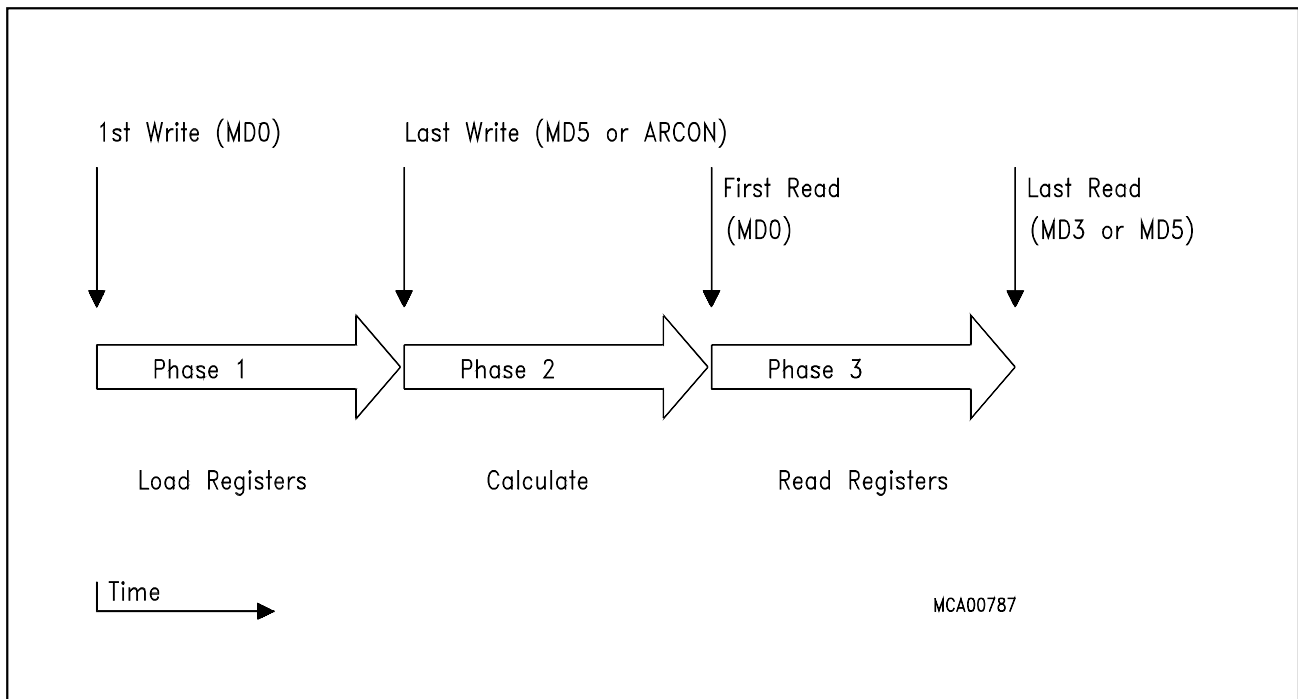 1st Write (MD0)
Last Write (MD5 or ARCON)
First Read
(MD0)
Last Read
(MD3 or MD5)
Phase 1
Phase 2
Phase 3
Load Registers
Calculate
Read Registers
Time
MCA00787